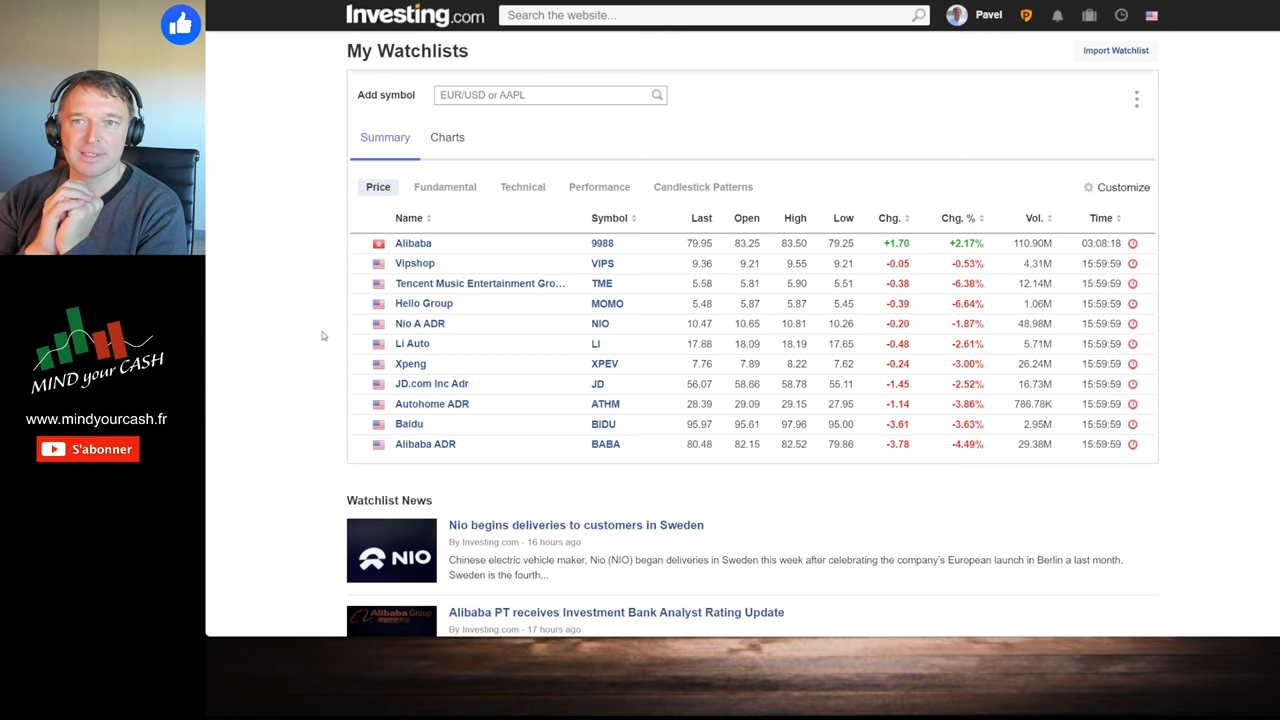 Investing.com Search the website... Pavel
My Watchlists Import Watchlist
Add symbol EUR/USD or AAPL
Summary Charts
Price Fundamental Technical Performance Candlestick Patterns Customize
Name Symbol Last Open High Low Chg. Chg. % Vol. Time
Alibaba 9988 79.95 83.25 83.50 79.25 +1.70 +2.17% 110.90M 03:08:18
Vipshop VIPS 9.36 9.21 9.55 9.21 -0.05 -0.53% 4.31M 15:59:59
Tencent Music Entertainment Gro... TME 5.58 5.81 5.90 5.51 -0.38 -6.38% 12.14M 15:59:59
Hello Group MOMO 5.48 5.87 5.87 5.45 -0.39 -6.64% 1.06M 15:59:59
Nio A ADR NIO 10.47 10.65 10.81 10.26 -0.20 -1.87% 48.98M 15:59:59
Li Auto LI 17.88 18.09 18.19 17.65 -0.48 -2.61% 5.71M 15:59:59
Xpeng XPEV 7.76 7.89 8.22 7.62 -0.24 -3.00% 26.24M 15:59:59
JD.com Inc Adr JD 56.07 58.66 58.78 55.11 -1.45 -2.52% 16.73M 15:59:59
Autohome ADR ATHM 28.39 29.09 29.15 27.95 -1.14 -3.86% 786.78K 15:59:59
Baidu BIDU 95.97 95.61 97.96 95.00 -3.61 -3.63% 2.95M 15:59:59
Alibaba ADR BABA 80.48 82.15 82.52 79.86 -3.78 -4.49% 29.38M 15:59:59
Watchlist News
NIO
Nio begins deliveries to customers in Sweden
By Investing.com - 16 hours ago
Chinese electric vehicle maker, Nio (NIO) began deliveries in Sweden this week after celebrating the company's European launch in Berlin a last month.
Sweden is the fourth...
Alibaba Group
Alibaba PT receives Investment Bank Analyst Rating Update
By Investing.com - 17 hours ago
MIND your CASH
www.mindyourcash.fr
S'abonner